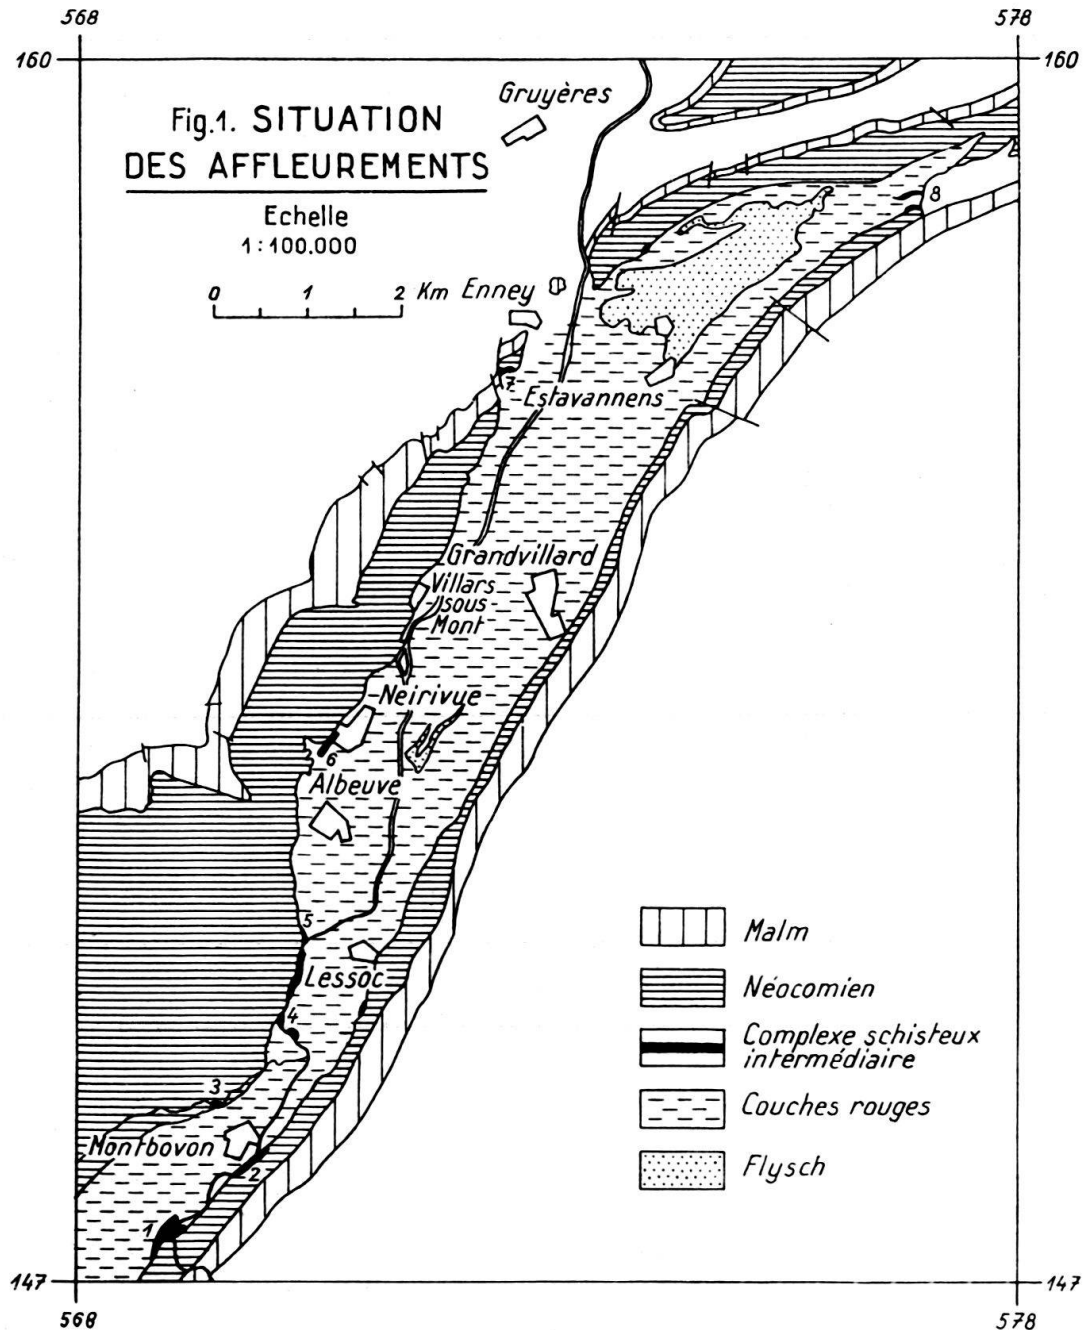 568
578
160
160
Gruyères
Fig.1. SITUATION
DES AFFLEUREMENTS
Echelle
1:100.000
0 1 2 Km
Enney
8
7
Estavannens
Grandvillard
Villars
sous
Mont
Neirivue
6
Albeuve
5
Lessoc
4
3
Montbovon
2
1
Malm
Néocomien
Complexe schisteux
intermédiaire
Couches rouges
Flysch
147
147
568
578